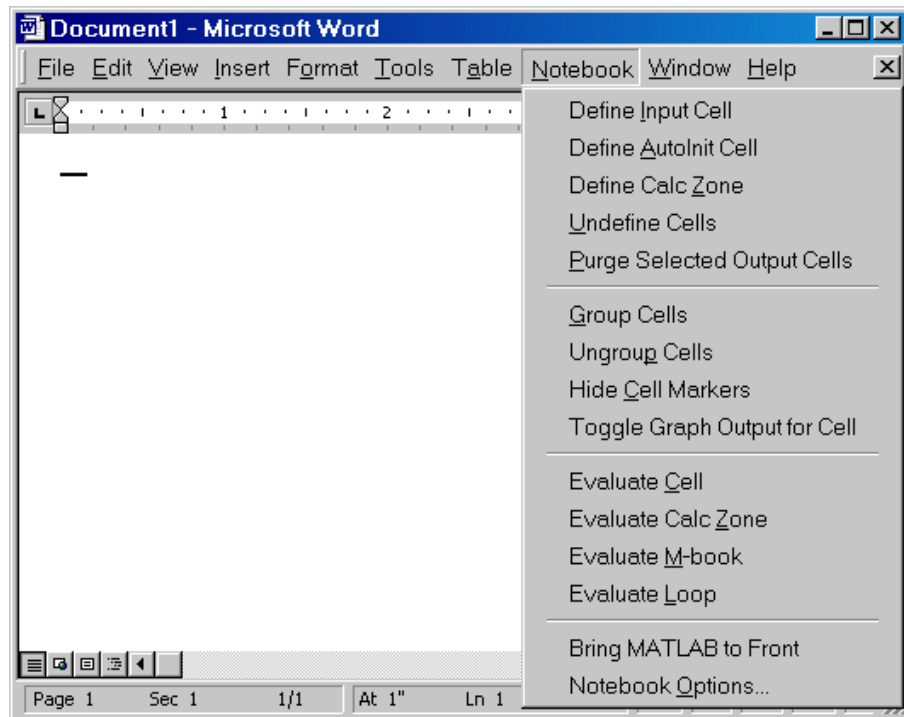 Document1 - Microsoft Word
File Edit View Insert Format Tools Table Notebook Window Help
1 2
Define Input Cell
Define AutoInit Cell
Define Calc Zone
Undefine Cells
Purge Selected Output Cells
Group Cells
Ungroup Cells
Hide Cell Markers
Toggle Graph Output for Cell
Evaluate Cell
Evaluate Calc Zone
Evaluate M-book
Evaluate Loop
Bring MATLAB to Front
Notebook Options...
Page 1 Sec 1 1/1 At 1" Ln 1